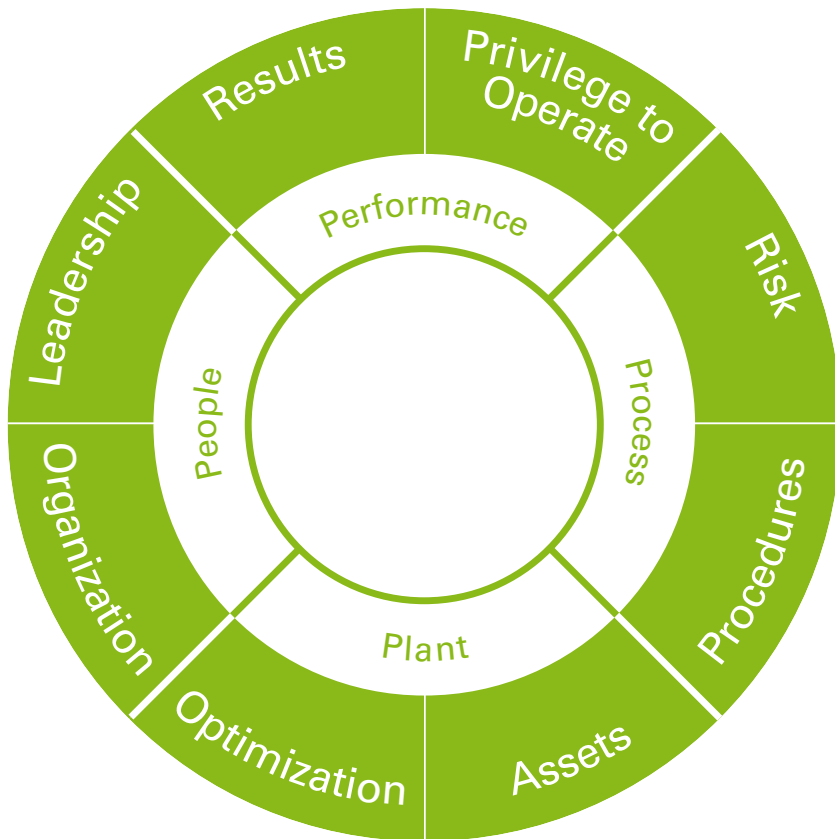 Results
Privilege to
Operate
Risk
Procedures
Assets
Optimization
Organization
Leadership
Performance
Process
Plant
People